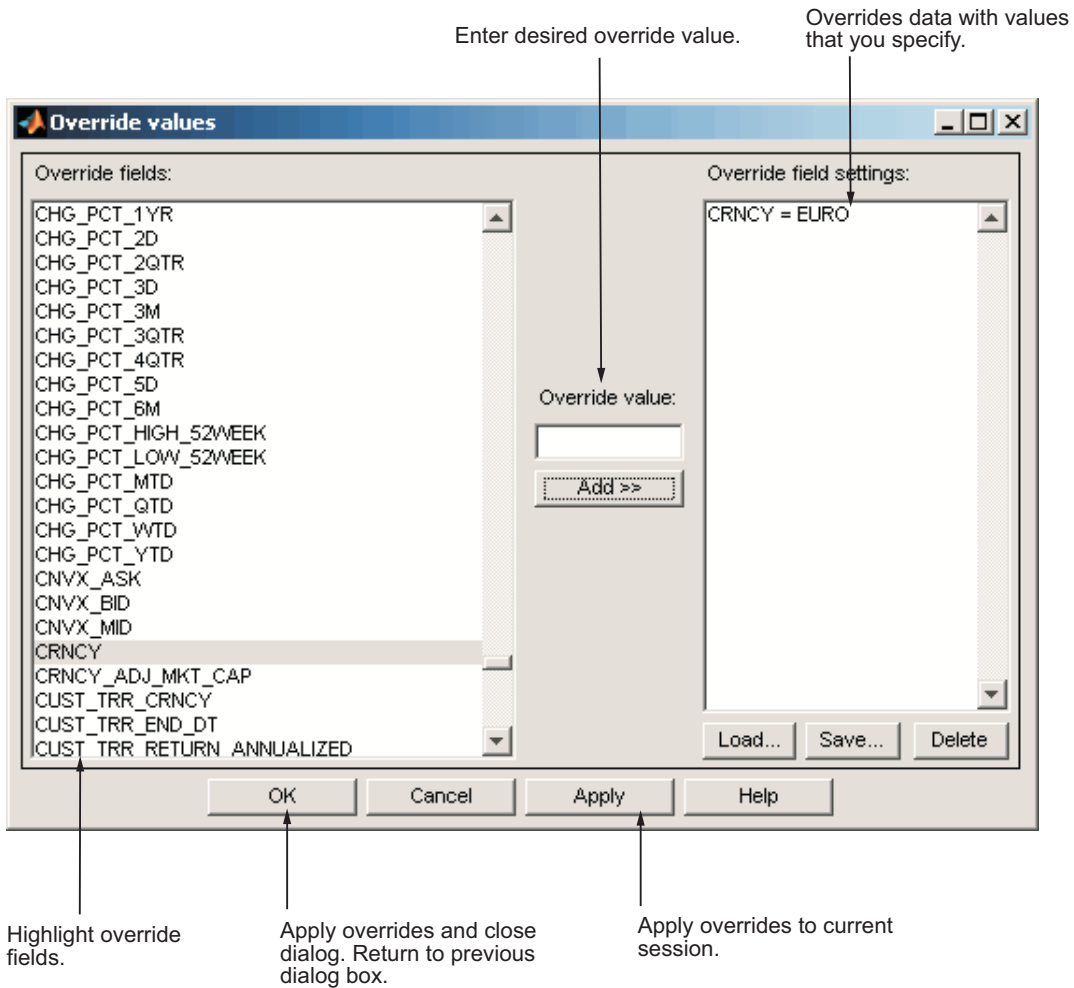 Enter desired override value.
Overrides data with values
that you specify.
Override values
Override fields:
CHG_PCT_1YR
CHG_PCT_2D
CHG_PCT_2QTR
CHG_PCT_3D
CHG_PCT_3M
CHG_PCT_3QTR
CHG_PCT_4QTR
CHG_PCT_5D
CHG_PCT_6M
CHG_PCT_HIGH_52WEEK
CHG_PCT_LOW_52WEEK
CHG_PCT_MTD
CHG_PCT_QTD
CHG_PCT_WTD
CHG_PCT_YTD
CNVX_ASK
CNVX_BID
CNVX_MID
CRNCY
CRNCY_ADJ_MKT_CAP
CUST_TRR_CRNCY
CUST_TRR_END_DT
CUST_TRR_RETURN_ANNUALIZED
Override value:
Add >>
Override field settings:
CRNCY = EURO
Load...
Save...
Delete
OK
Cancel
Apply
Help
Highlight override
fields.
Apply overrides and close
dialog. Return to previous
dialog box.
Apply overrides to current
session.